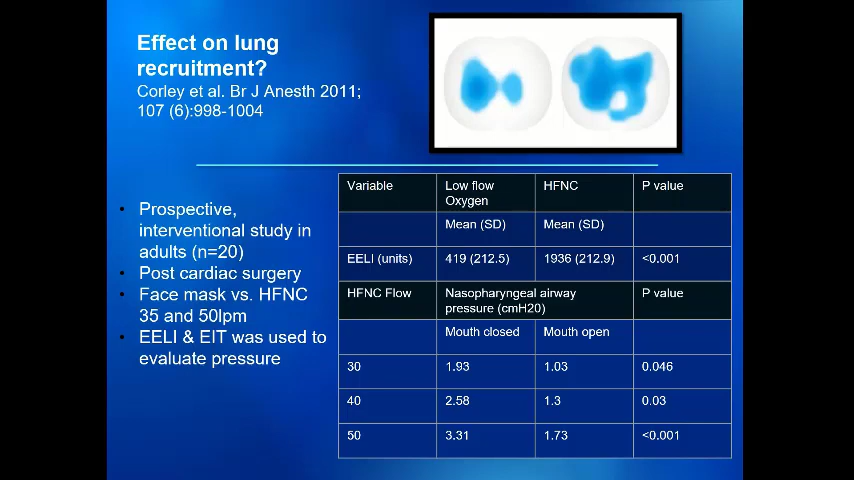 Effect on lung
recruitment?
Corley et al. Br J Anesth 2011;
107 (6):998-1004
• Prospective,
interventional study in
adults (n=20)
• Post cardiac surgery
• Face mask vs. HFNC
35 and 50lpm
• EELI & EIT was used to
evaluate pressure
Variable Low flow Oxygen HFNC P value
Mean (SD) Mean (SD)
EELI (units) 419 (212.5) 1936 (212.9) <0.001
HFNC Flow Nasopharyngeal airway pressure (cmH20) P value
Mouth closed Mouth open
30 1.93 1.03 0.046
40 2.58 1.3 0.03
50 3.31 1.73 <0.001